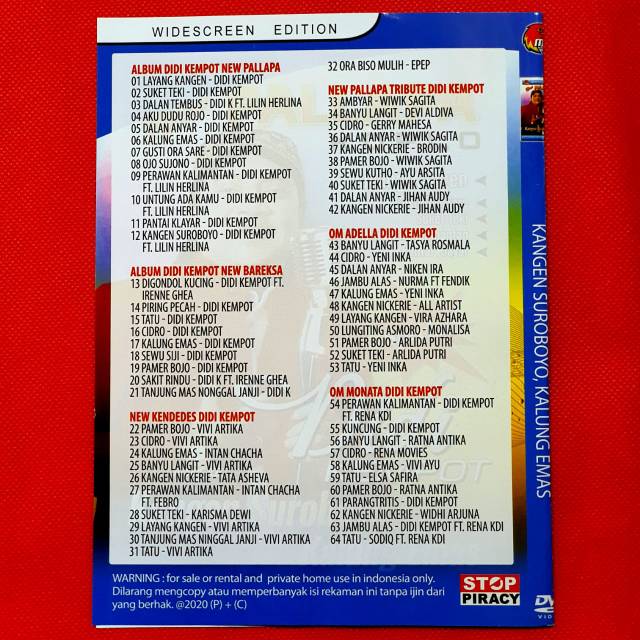 WIDESCREEN EDITION
ALBUM DIDI KEMPOT NEW PALLAPA
01 LAYANG KANGEN - DIDI KEMPOT
02 SUKET TEKI - DIDI KEMPOT
03 DALAN TEMBUS - DIDI K FT. LILIN HERLINA
04 AKU DUDU ROJO - DIDI KEMPOT
05 DALAN ANYAR - DIDI KEMPOT
06 KALUNG EMAS - DIDI KEMPOT
07 GUSTI ORA SARE - DIDI KEMPOT
08 OJO SUJONO - DIDI KEMPOT
09 PERAWAN KALIMANTAN - DIDI KEMPOT
FT. LILIN HERLINA
10 UNTUNG ADA KAMU - DIDI KEMPOT
FT. LILIN HERLINA
11 PANTAI KLAYAR - DIDI KEMPOT
12 KANGEN SUROBOYO - DIDI KEMPOT
FT. LILIN HERLINA
ALBUM DIDI KEMPOT NEW BAREKSA
13 DIGONDOL KUCING - DIDI KEMPOT FT.
IRENNE GHEA
14 PIRING PECAH - DIDI KEMPOT
15 TATU - DIDI KEMPOT
16 CIDRO - DIDI KEMPOT
17 KALUNG EMAS - DIDI KEMPOT
18 SEWU SIJI - DIDI KEMPOT
19 PAMER BOJO - DIDI KEMPOT
20 SAKIT RINDU - DIDI K FT. IRENNE GHEA
21 TANJUNG MAS NONGGAL JANJI - DIDI K
NEW KENDEDES DIDI KEMPOT
22 PAMER BOJO - VIVI ARTIKA
23 CIDRO - VIVI ARTIKA
24 KALUNG EMAS - INTAN CHACHA
25 BANYU LANGIT - VIVI ARTIKA
26 KANGEN NICKERIE - TATA ASHEVA
27 PERAWAN KALIMANTAN - INTAN CHACHA
FT. FEBRO
28 SUKET TEKI - KARISMA DEWI
29 LAYANG KANGEN - VIVI ARTIKA
30 TANJUNG MAS NINGGAL JANJI - VIVI ARTIKA
31 TATU - VIVI ARTIKA
32 ORA BISO MULIH - EPEP
NEW PALLAPA TRIBUTE DIDI KEMPOT
33 AMBYAR - WIWIK SAGITA
34 BANYU LANGIT - DEVI ALDIVA
35 CIDRO - GERRY MAHESA
36 DALAN ANYAR - WIWIK SAGITA
37 KANGEN NICKERIE - BRODIN
38 PAMER BOJO - WIWIK SAGITA
39 SEWU KUTHO - AYU ARSITA
40 SUKET TEKI - WIWIK SAGITA
41 DALAN ANYAR - JIHAN AUDY
42 KANGEN NICKERIE - JIHAN AUDY
OM ADELLA DIDI KEMPOT
43 BANYU LANGIT - TASYA ROSMALA
44 CIDRO - YENI INKA
45 DALAN ANYAR - NIKEN IRA
46 JAMBU ALAS - NURMA FT FENDIK
47 KALUNG EMAS - YENI INKA
48 KANGEN NICKERIE - ALL ARTIST
49 LAYANG KANGEN - VIRA AZHARA
50 LUNGITING ASMORO - MONALISA
51 PAMER BOJO - ARLIDA PUTRI
52 SUKET TEKI - ARLIDA PUTRI
53 TATU - YENI INKA
OM MONATA DIDI KEMPOT
54 PERAWAN KALIMANTAN - DIDI KEMPOT
FT. RENA KDI
55 KUNCUNG - DIDI KEMPOT
56 BANYU LANGIT - RATNA ANTIKA
57 CIDRO - RENA MOVIES
58 KALUNG EMAS - VIVI AYU
59 TATU - ELSA SAFIRA
60 PAMER BOJO - RATNA ANTIKA
61 PARANGTRITIS - DIDI KEMPOT
62 KANGEN NICKERIE - WIDHI ARJUNA
63 JAMBU ALAS - DIDI KEMPOT FT. RENA KDI
64 TATU - SODIQ FT. RENA KDI
WARNING : for sale or rental and private home use in indonesia only.
Dilarang mengcopy atau memperbanyak isi rekaman ini tanpa ijin dari
yang berhak. @2020 (P) + (C)
STOP
PIRACY
KANGEN SUROBOYO, KALUNG EMAS